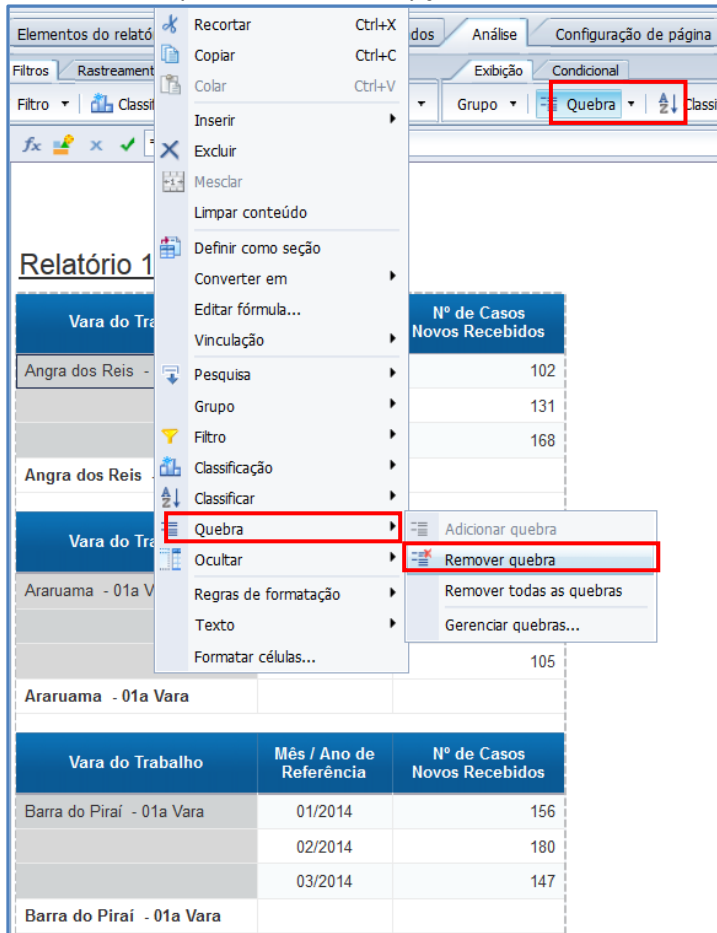 Elementos do relató
dos
Análise
Configuração de página
Filtros
Rastreament
Exibição
Condicional
Filtro
Classif
Grupo
Quebra
Classi
fx
Recortar Ctrl+X
Copiar Ctrl+C
Colar Ctrl+V
Inserir
Excluir
Mesclar
Limpar conteúdo
Definir como seção
Converter em
Editar fórmula...
Vinculação
Pesquisa
Grupo
Filtro
Classificação
Classificar
Quebra
Ocultar
Regras de formatação
Texto
Formatar células...
Adicionar quebra
Remover quebra
Remover todas as quebras
Gerenciar quebras...
Relatório 1
Vara do Tra
Nº de Casos
Novos Recebidos
Angra dos Reis - 102
131
168
Angra dos Reis
Vara do Tra
Araruama - 01a V
105
Araruama - 01a Vara
Vara do Trabalho
Mês / Ano de
Referência
Nº de Casos
Novos Recebidos
Barra do Piraí - 01a Vara 01/2014 156
02/2014 180
03/2014 147
Barra do Piraí - 01a Vara